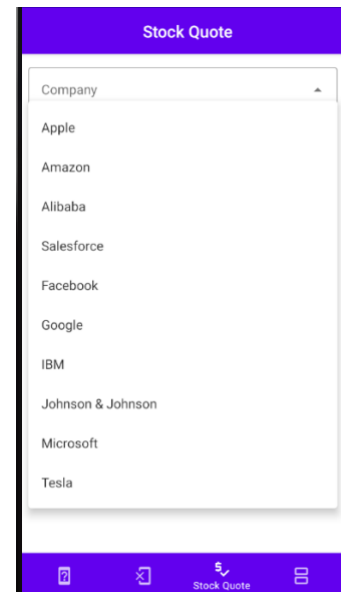 Stock Quote
Company
Apple
Amazon
Alibaba
Salesforce
Facebook
Google
IBM
Johnson & Johnson
Microsoft
Tesla
Stock Quote